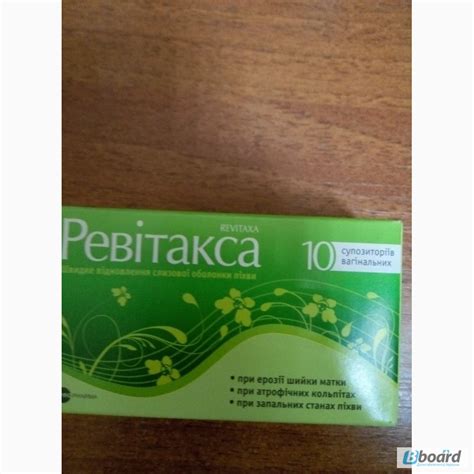 REVITAXA
Ревітакса
Швидке відновлення слизової оболонки піхви
10 супозиторіїв
вагінальних
• при ерозії шийки матки
• при атрофічних кольпітах
• при запальних станах піхви
Bboard